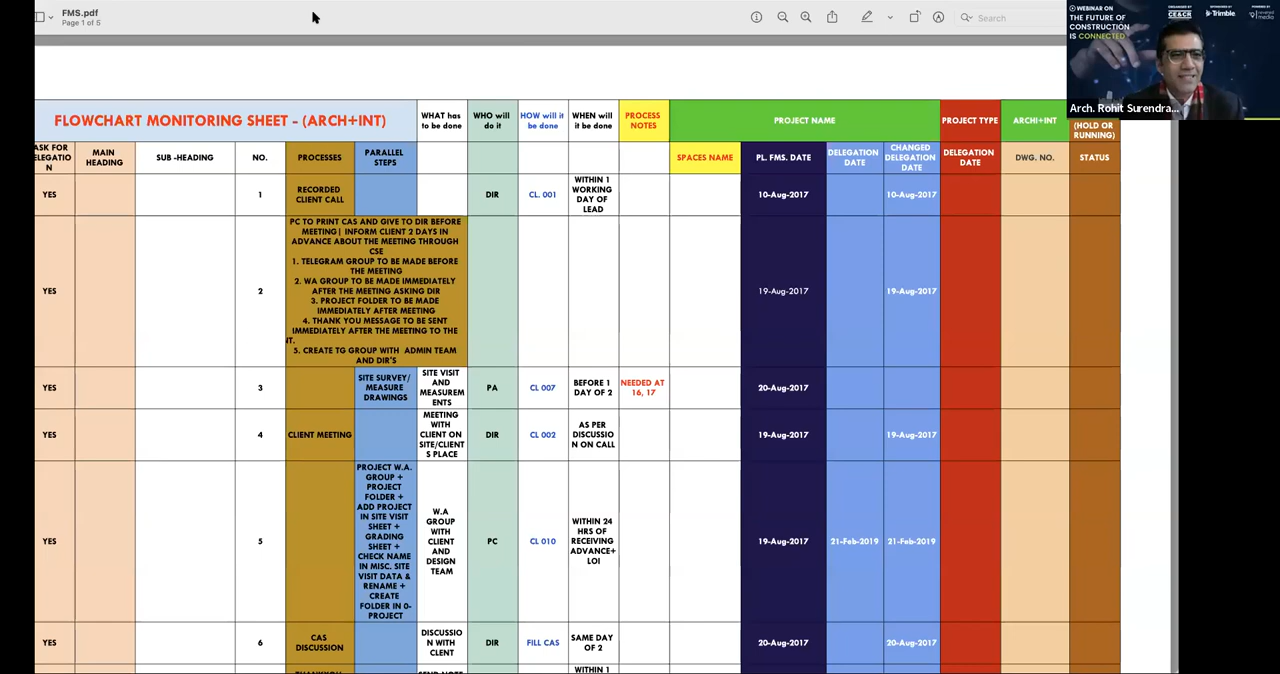 FMS.pdf
Page 1 of 5
Search
WEBINAR ON
THE FUTURE OF
CONSTRUCTION
IS CONNECTED
CE&CR
Trimble
Arch. Rohit Surendra...
FLOWCHART MONITORING SHEET - (ARCH+INT)
WHAT has
to be done
WHO will
do it
HOW will it
be done
WHEN will
it be done
PROCESS
NOTES
PROJECT NAME
PROJECT TYPE
ARCHI+INT
(HOLD OR
RUNNING)
ASK FOR
DELEGATIO
N
MAIN
HEADING
SUB -HEADING
NO.
PROCESSES
PARALLEL
STEPS
SPACES NAME
PL. FMS. DATE
DELEGATION
DATE
CHANGED
DELEGATION
DATE
DELEGATION
DATE
DWG. NO.
STATUS
YES
1
RECORDED
CLIENT CALL
DIR
CL. 001
WITHIN 1
WORKING
DAY OF
LEAD
10-Aug-2017
10-Aug-2017
YES
2
PC TO PRINT CAS AND GIVE TO DIR BEFORE
MEETING| INFORM CLIENT 2 DAYS IN
ADVANCE ABOUT THE MEETING THROUGH
CSE
1. TELEGRAM GROUP TO BE MADE BEFORE
THE MEETING
2. WA GROUP TO BE MADE IMMEDIATELY
AFTER THE MEETING ASKING DIR
3. PROJECT FOLDER TO BE MADE
IMMEDIATELY AFTER MEETING
4. THANK YOU MESSAGE TO BE SENT
IMMEDIATELY AFTER THE MEETING TO THE
NT.
5. CREATE TG GROUP WITH ADMIN TEAM
AND DIR'S
19-Aug-2017
19-Aug-2017
YES
3
SITE SURVEY/
MEASURE
DRAWINGS
SITE VISIT
AND
MEASUREM
ENTS
PA
CL 007
BEFORE 1
DAY OF 2
NEEDED AT
16, 17
20-Aug-2017
YES
4
CLIENT MEETING
MEETING
WITH
CLIENT ON
SITE/CLIENT
S PLACE
DIR
CL 002
AS PER
DISCUSSIO
N ON CALL
19-Aug-2017
19-Aug-2017
YES
5
PROJECT W.A.
GROUP +
PROJECT
FOLDER +
ADD PROJECT
IN SITE VISIT
SHEET +
GRADING
SHEET +
CHECK NAME
IN MISC. SITE
VISIT DATA &
RENAME +
CREATE
FOLDER IN 0-
PROJECT
W.A
GROUP
WITH
CLIENT
AND
DESIGN
TEAM
PC
CL 010
WITHIN 24
HRS OF
RECEIVING
ADVANCE+
LOI
19-Aug-2017
21-Feb-2019
21-Feb-2019
YES
6
CAS
DISCUSSION
DISCUSSIO
N WITH
CLENT
DIR
FILL CAS
SAME DAY
OF 2
20-Aug-2017
20-Aug-2017
WITHIN 1